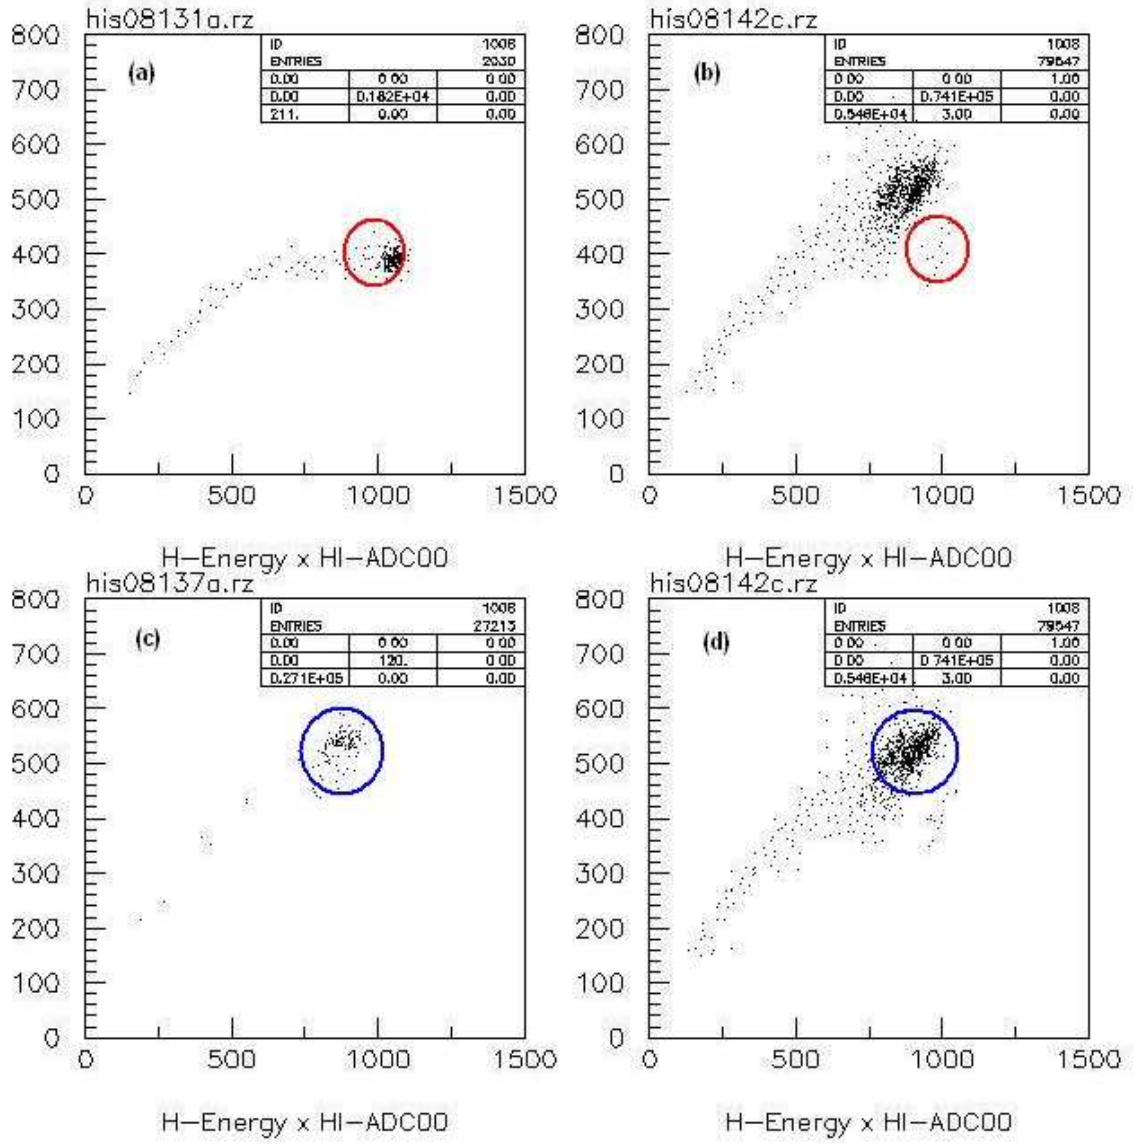 his08131a.rz
800
700
600
500
400
300
200
100
0
0 500 1000 1500
(a)
ID 1008
ENTRIES 2030
0.00 0.00 0.00
0.00 0.182E+04 0.00
211. 0.00 0.00
H-Energy x HI-ADC00
his08142c.rz
800
700
600
500
400
300
200
100
0
0 500 1000 1500
(b)
ID 1008
ENTRIES 79647
0.00 0.00 1.00
0.00 0.741E+05 0.00
0.546E+04 3.00 0.00
H-Energy x HI-ADC00
his08137a.rz
800
700
600
500
400
300
200
100
0
0 500 1000 1500
(c)
ID 1008
ENTRIES 27213
0.00 0.00 0.00
0.00 120. 0.00
0.271E+05 0.00 0.00
H-Energy x HI-ADC00
his08142c.rz
800
700
600
500
400
300
200
100
0
0 500 1000 1500
(d)
ID 1008
ENTRIES 79647
0.00 0.00 1.00
0.00 0.741E+05 0.00
0.546E+04 3.00 0.00
H-Energy x HI-ADC00